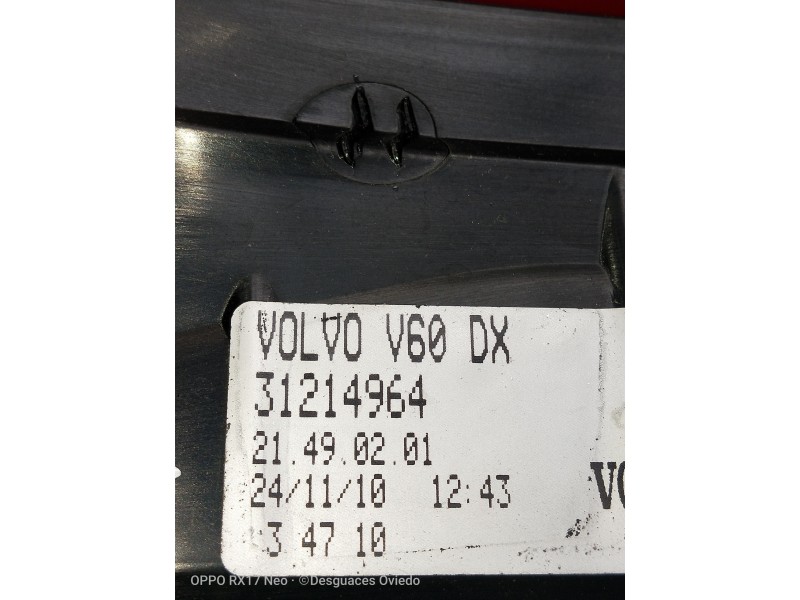 VOLVO V60 DX
31214964
21.49.02.01
24/11/10 12:43
3 47 10
OPPO RX17 Neo · ©Desguaces Oviedo